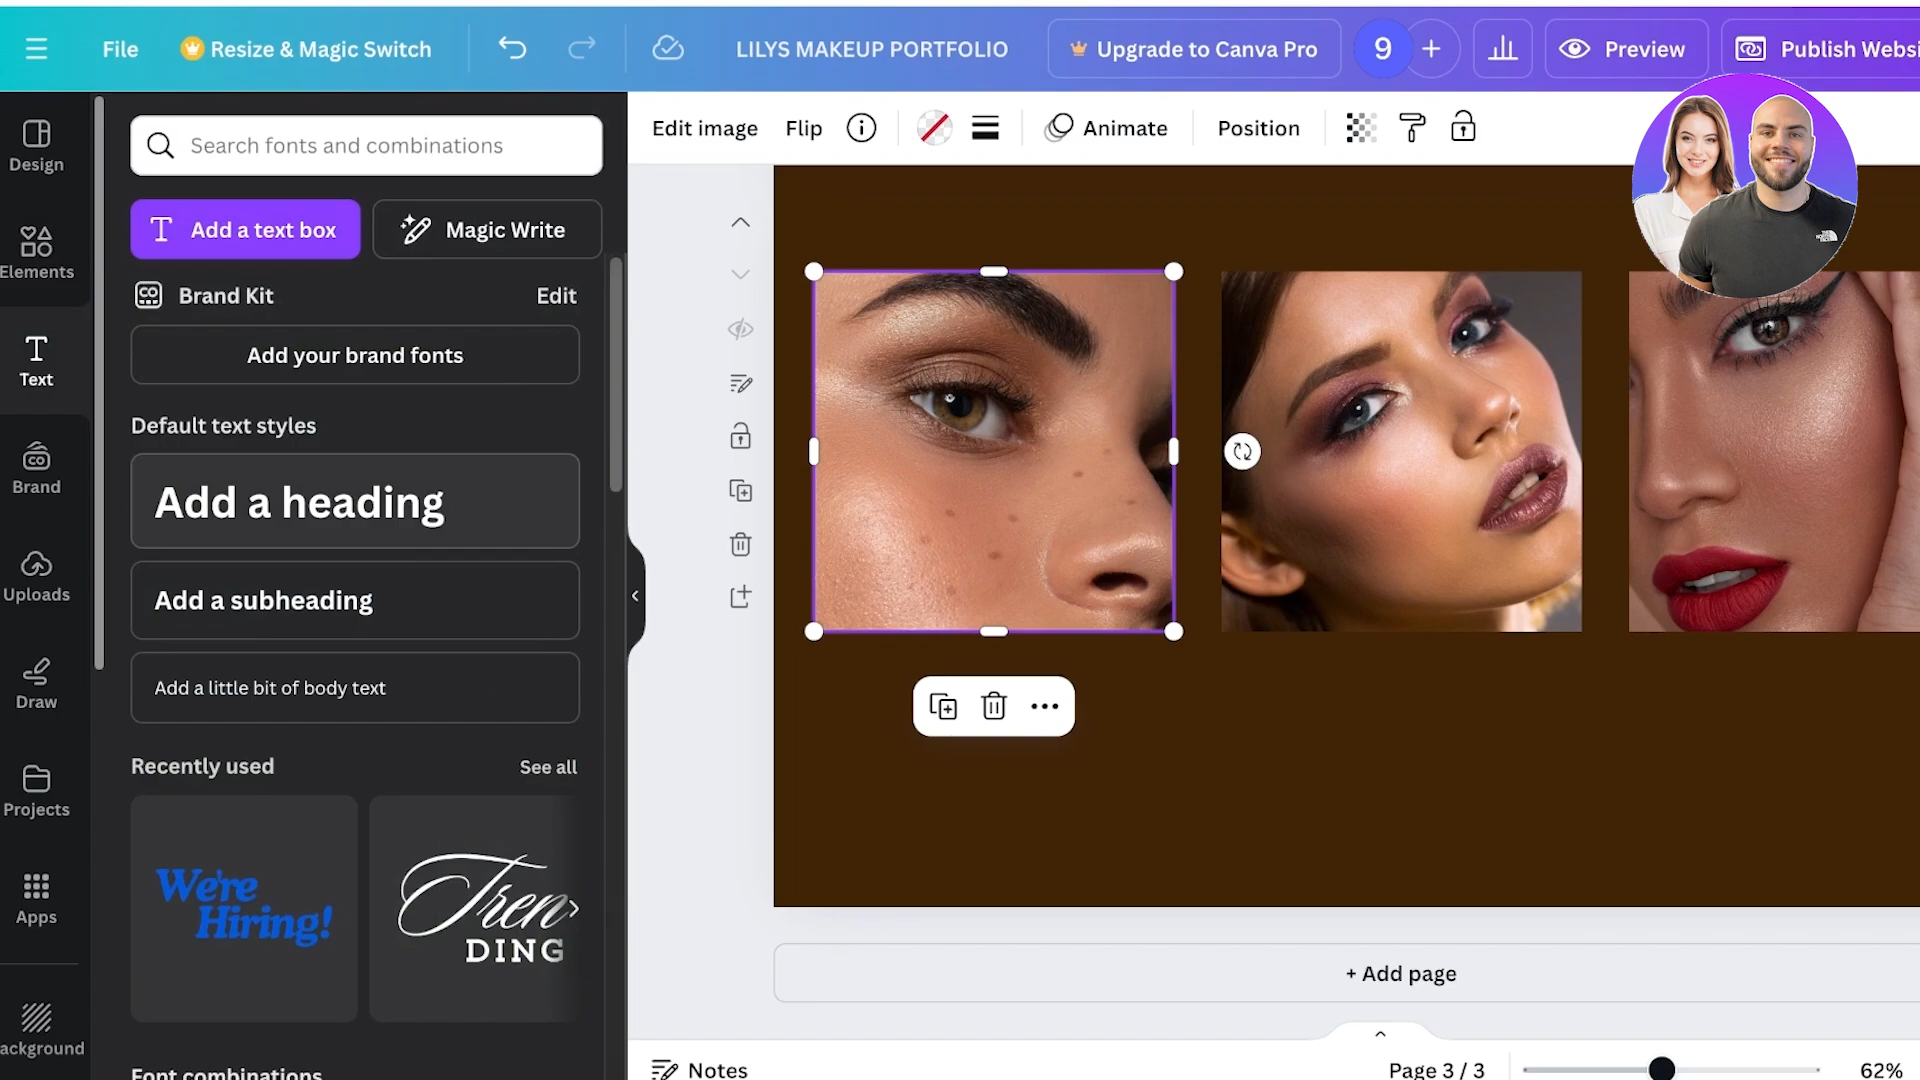 File
Resize & Magic Switch
LILYS MAKEUP PORTFOLIO
Upgrade to Canva Pro
9
+
Preview
Publish Websi
Design
Elements
Text
Brand
Uploads
Draw
Projects
Apps
ackground
Search fonts and combinations
Add a text box
Magic Write
Brand Kit
Edit
Add your brand fonts
Default text styles
Add a heading
Add a subheading
Add a little bit of body text
Recently used
See all
We're
Hiring!
Tren
DING
Font combinations
Edit image
Flip
Animate
Position
+ Add page
Notes
Page 3 / 3
62%